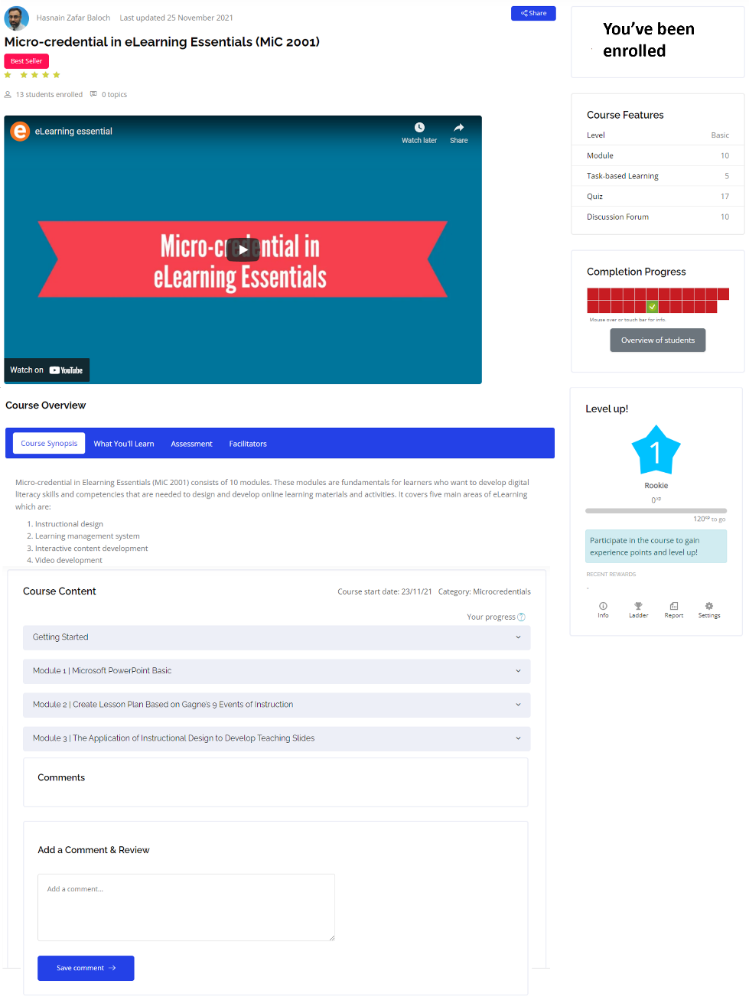 Hasnain Zafar Baloch Last updated 25 November 2021
Share
Micro-credential in eLearning Essentials (MiC 2001)
Best Seller
13 students enrolled 0 topics
eLearning essential
Watch later Share
Micro-credential in
eLearning Essentials
Watch on YouTube
Course Overview
Course Synopsis What You'll Learn Assessment Facilitators
Micro-credential in Elearning Essentials (MiC 2001) consists of 10 modules. These modules are fundamentals for learners who want to develop digital
literacy skills and competencies that are needed to design and develop online learning materials and activities. It covers five main areas of eLearning
which are:
1. Instructional design
2. Learning management system
3. Interactive content development
4. Video development
Course Content Course start date: 23/11/21 Category: Microcredentials
Your progress ?
Getting Started
Module 1 | Microsoft PowerPoint Basic
Module 2 | Create Lesson Plan Based on Gagne's 9 Events of Instruction
Module 3 | The Application of Instructional Design to Develop Teaching Slides
Comments
Add a Comment & Review
Add a comment...
Save comment →
You've been
enrolled
Course Features
Level Basic
Module 10
Task-based Learning 5
Quiz 17
Discussion Forum 10
Completion Progress
Mouse over or touch bar for info.
Overview of students
Level up!
1
Rookie
0xp
120xp to go
Participate in the course to gain
experience points and level up!
RECENT REWARDS
-
Info Ladder Report Settings